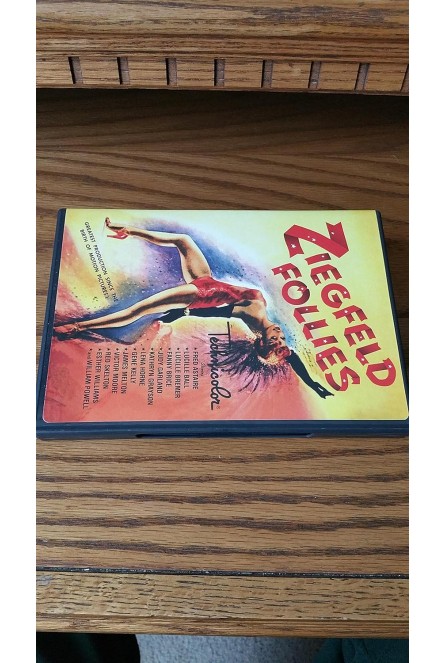 ZIEGFELD
FOLLIES
GREATEST PRODUCTION SINCE THE
BIRTH OF MOTION PICTURES!
Technicolor
FRED ASTAIRE
LUCILLE BALL
LUCILLE BREMER
FANNY BRICE
JUDY GARLAND
KATHRYN GRAYSON
LENA HORNE
GENE KELLY
JAMES MELTON
VICTOR MOORE
RED SKELTON
ESTHER WILLIAMS
AND WILLIAM POWELL